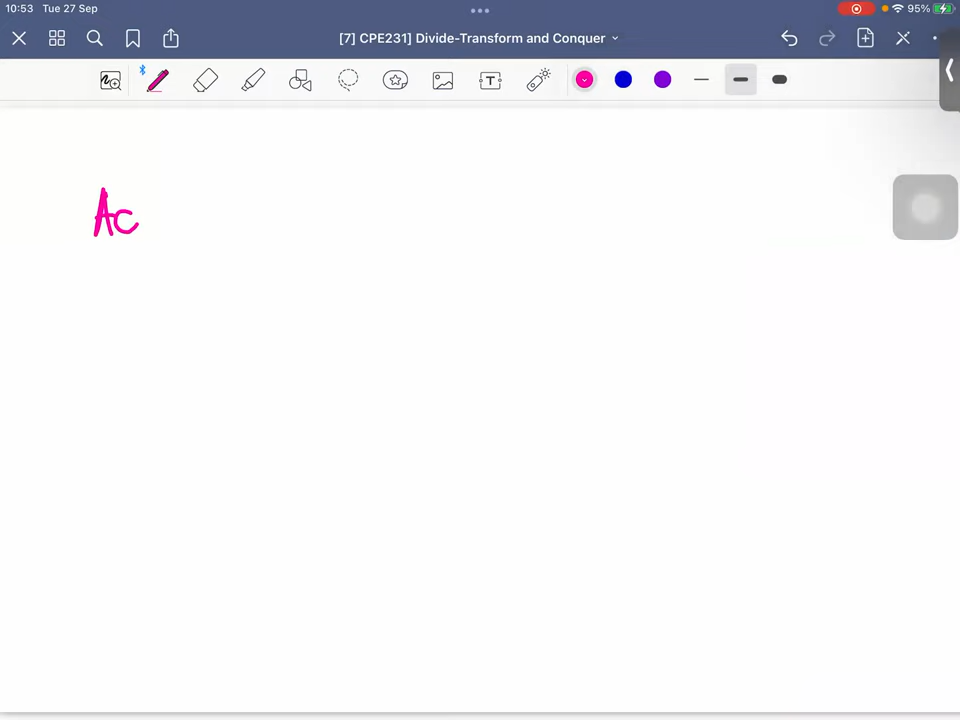 10:53 Tue 27 Sep 95%
[7] CPE231] Divide-Transform and Conquer
T
Ac